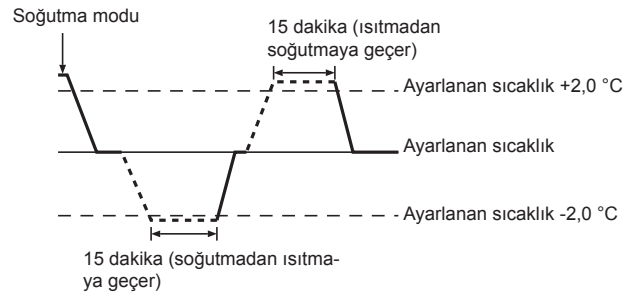 Soğutma modu
15 dakika (ısıtmadan
soğutmaya geçer)
Ayarlanan sıcaklık +2,0 °C
Ayarlanan sıcaklık
Ayarlanan sıcaklık -2,0 °C
15 dakika (soğutmadan ısıtma-
ya geçer)